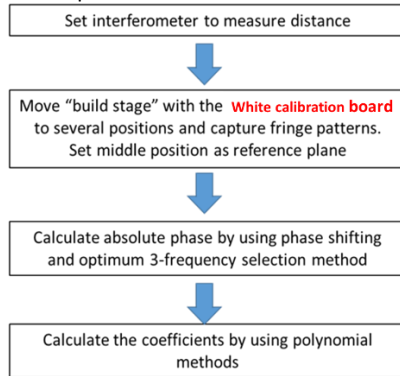 Set interferometer to measure distance
Move “build stage” with the White calibration board
to several positions and capture fringe patterns.
Set middle position as reference plane
Calculate absolute phase by using phase shifting
and optimum 3-frequency selection method
Calculate the coefficients by using polynomial
methods